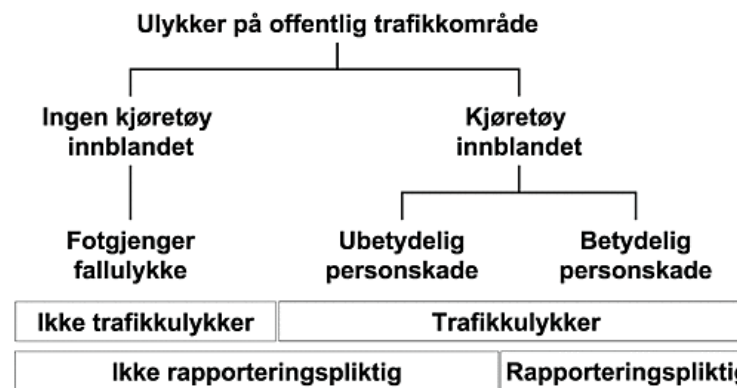 Ulykker på offentlig trafikkområde
Ingen kjøretøy
innblandet
Kjøretøy
innblandet
Fotgjenger
fallulykke
Ubetydelig
personskade
Betydelig
personskade
Ikke trafikkulykker
Trafikkulykker
Ikke rapporteringspliktig
Rapporteringspliktig